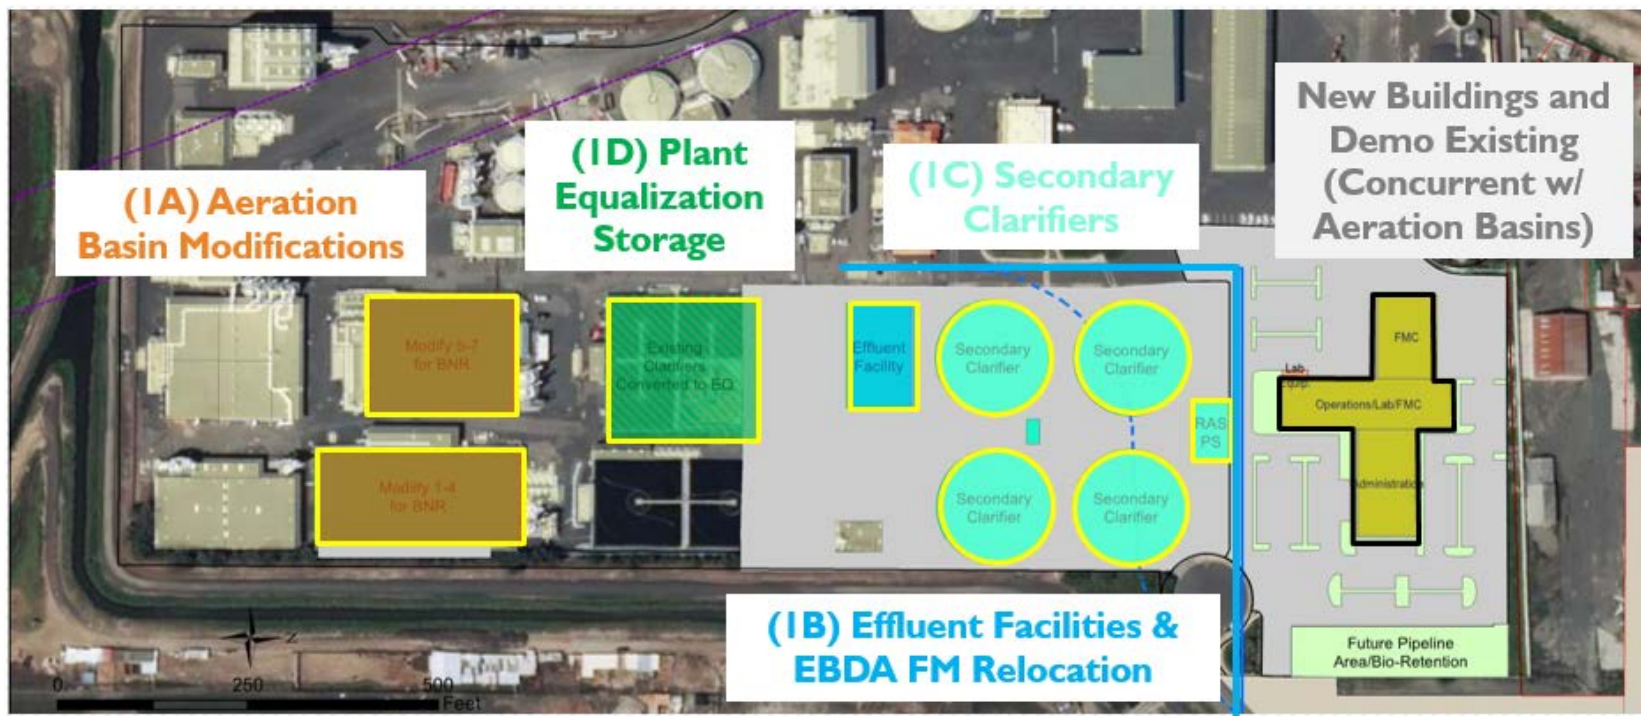 New Buildings and
Demo Existing
(Concurrent w/
Aeration Basins)
(1D) Plant
Equalization
Storage
(1C) Secondary
Clarifiers
(1A) Aeration
Basin Modifications
Modify 5-7
for BNR
Existing
Clarifiers
Converted to EQ
Effluent
Facility
Secondary
Clarifier
Secondary
Clarifier
FMC
Lab
Equip.
Operations/Lab/FMC
RAS
PS
Modify 1-4
for BNR
Secondary
Clarifier
Secondary
Clarifier
Administration
(1B) Effluent Facilities &
EBDA FM Relocation
Future Pipeline
Area/Bio-Retention
N
0 250 500
Feet